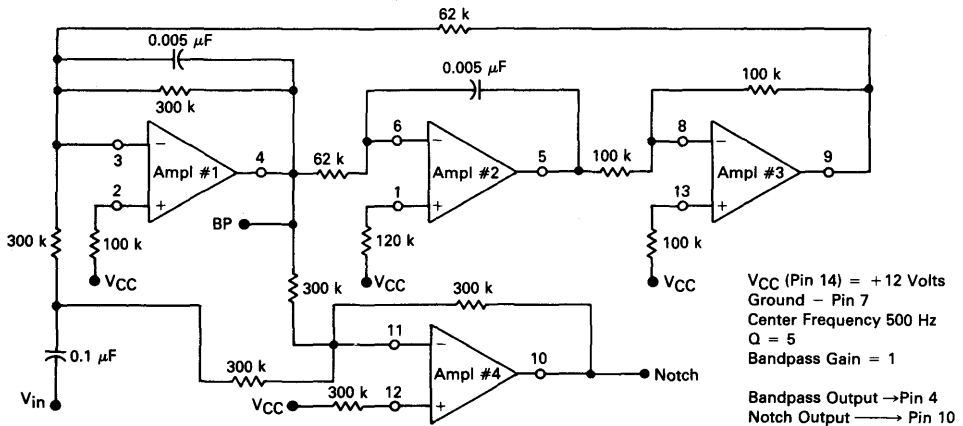 62 k
0.005 μF
300 k
3
2
4
Ampl #1
100 k
VCC
300 k
BP
62 k
0.005 μF
6
1
5
Ampl #2
120 k
VCC
100 k
100 k
8
13
9
Ampl #3
100 k
VCC
300 k
300 k
11
12
10
Ampl #4
Notch
300 k
VCC
300 k
0.1 μF
Vin
VCC (Pin 14) = +12 Volts
Ground – Pin 7
Center Frequency 500 Hz
Q = 5
Bandpass Gain = 1
Bandpass Output → Pin 4
Notch Output → Pin 10